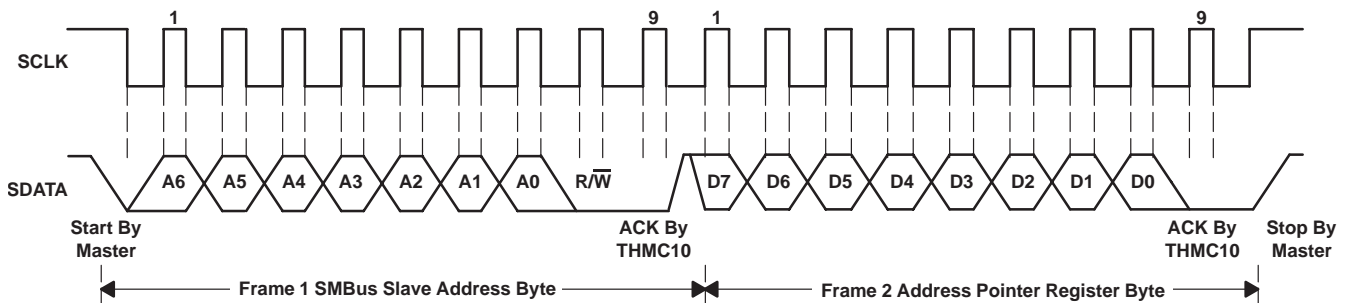 1 9 1 9
SCLK
SDATA
A6 A5 A4 A3 A2 A1 A0 R/W̅ D7 D6 D5 D4 D3 D2 D1 D0
Start By
Master
ACK By
THMC10
ACK By
THMC10
Stop By
Master
Frame 1 SMBus Slave Address Byte
Frame 2 Address Pointer Register Byte